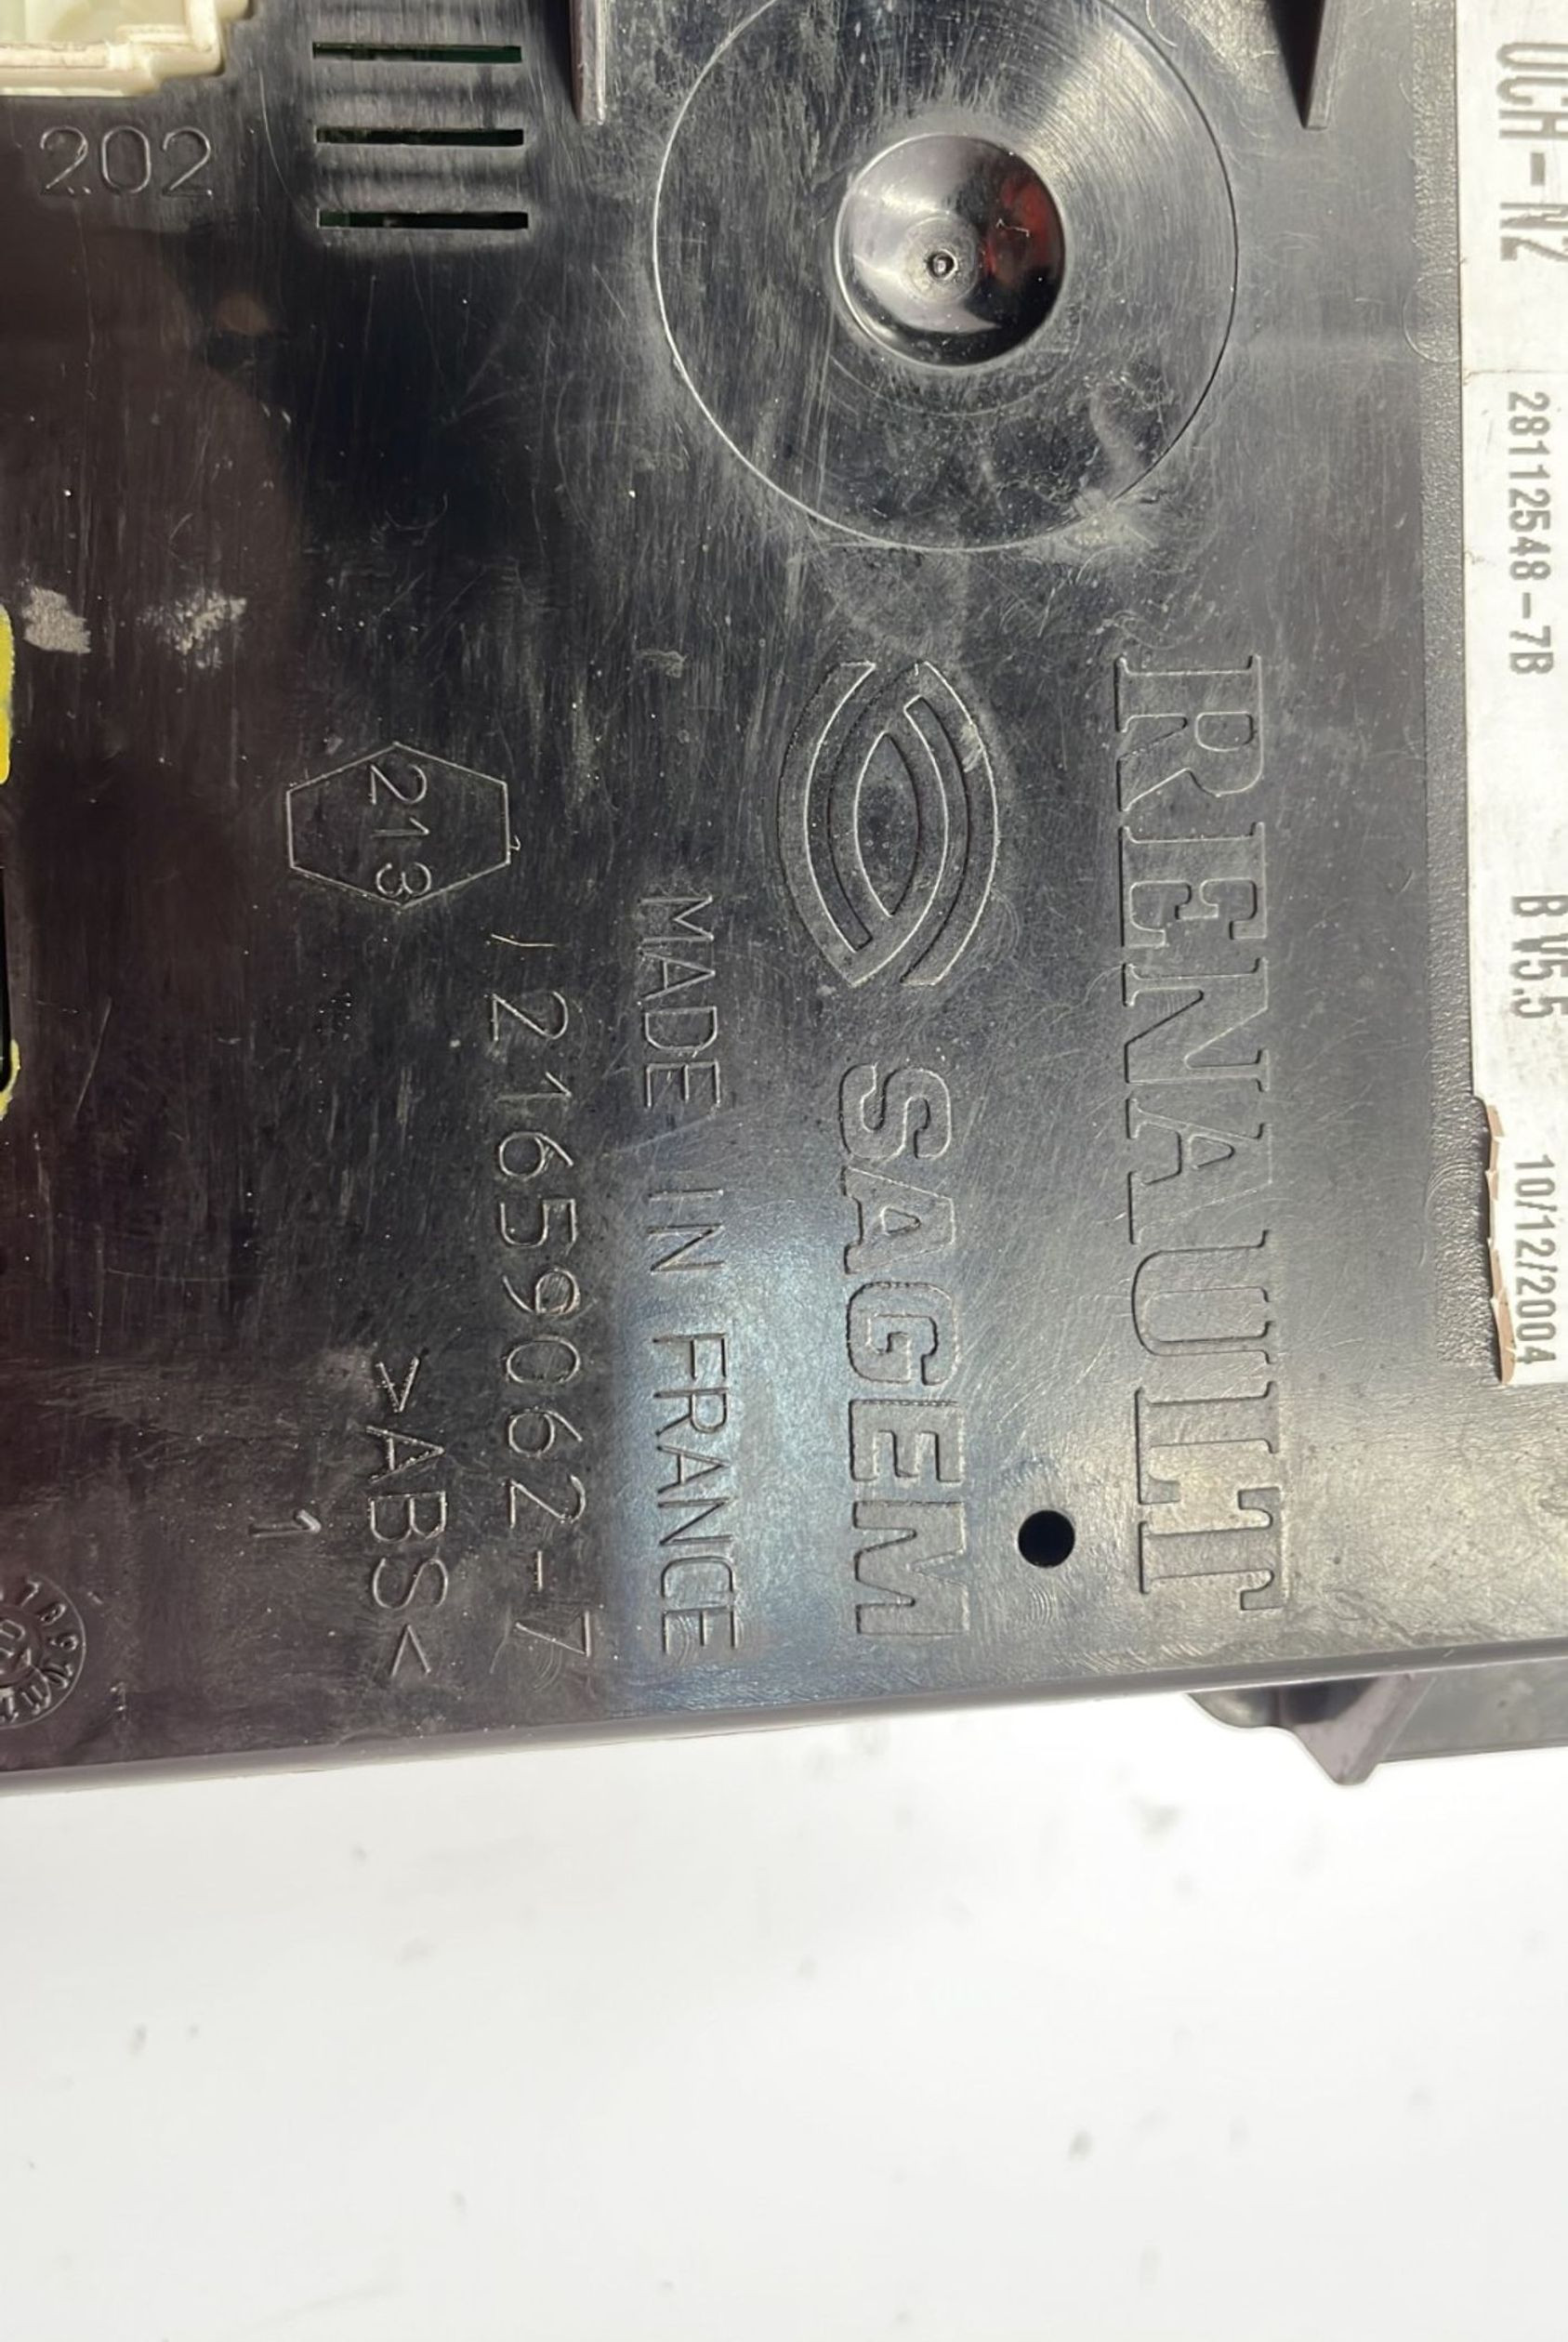 UCH-N2
28112548-7B
B V5.5
10/12/2004
RENAULT
SAGEM
MADE IN FRANCE
/ 21659062-7
213
>ABS<
1
202